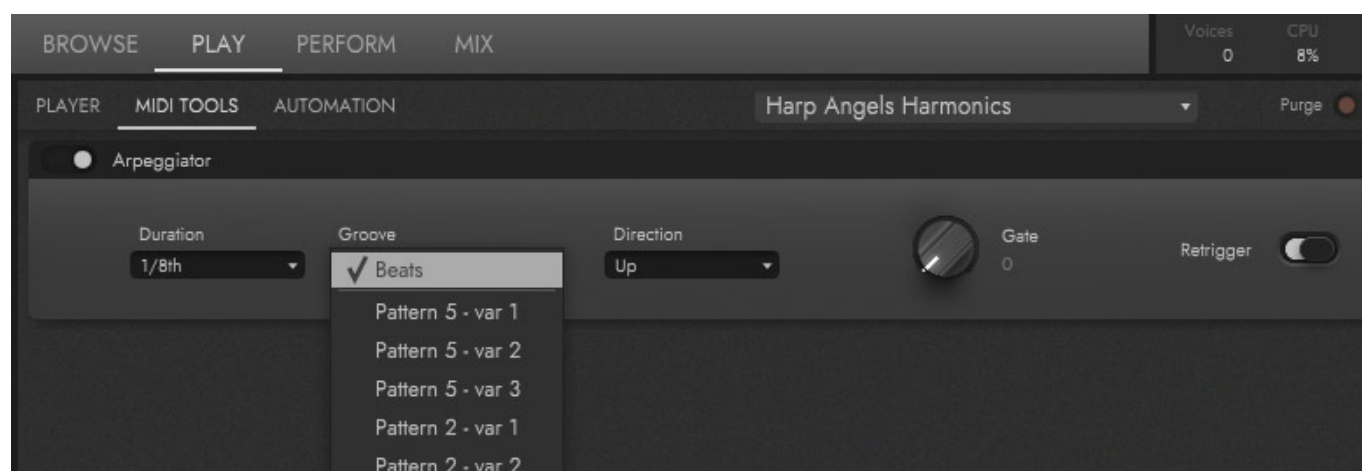 BROWSE PLAY PERFORM MIX Voices CPU
0 8%
PLAYER MIDI TOOLS AUTOMATION Harp Angels Harmonics Purge
Arpeggiator
Duration Groove Direction Gate Retrigger
1/8th Beats Up 0
Pattern 5 - var 1
Pattern 5 - var 2
Pattern 5 - var 3
Pattern 2 - var 1
Pattern 2 - var 2